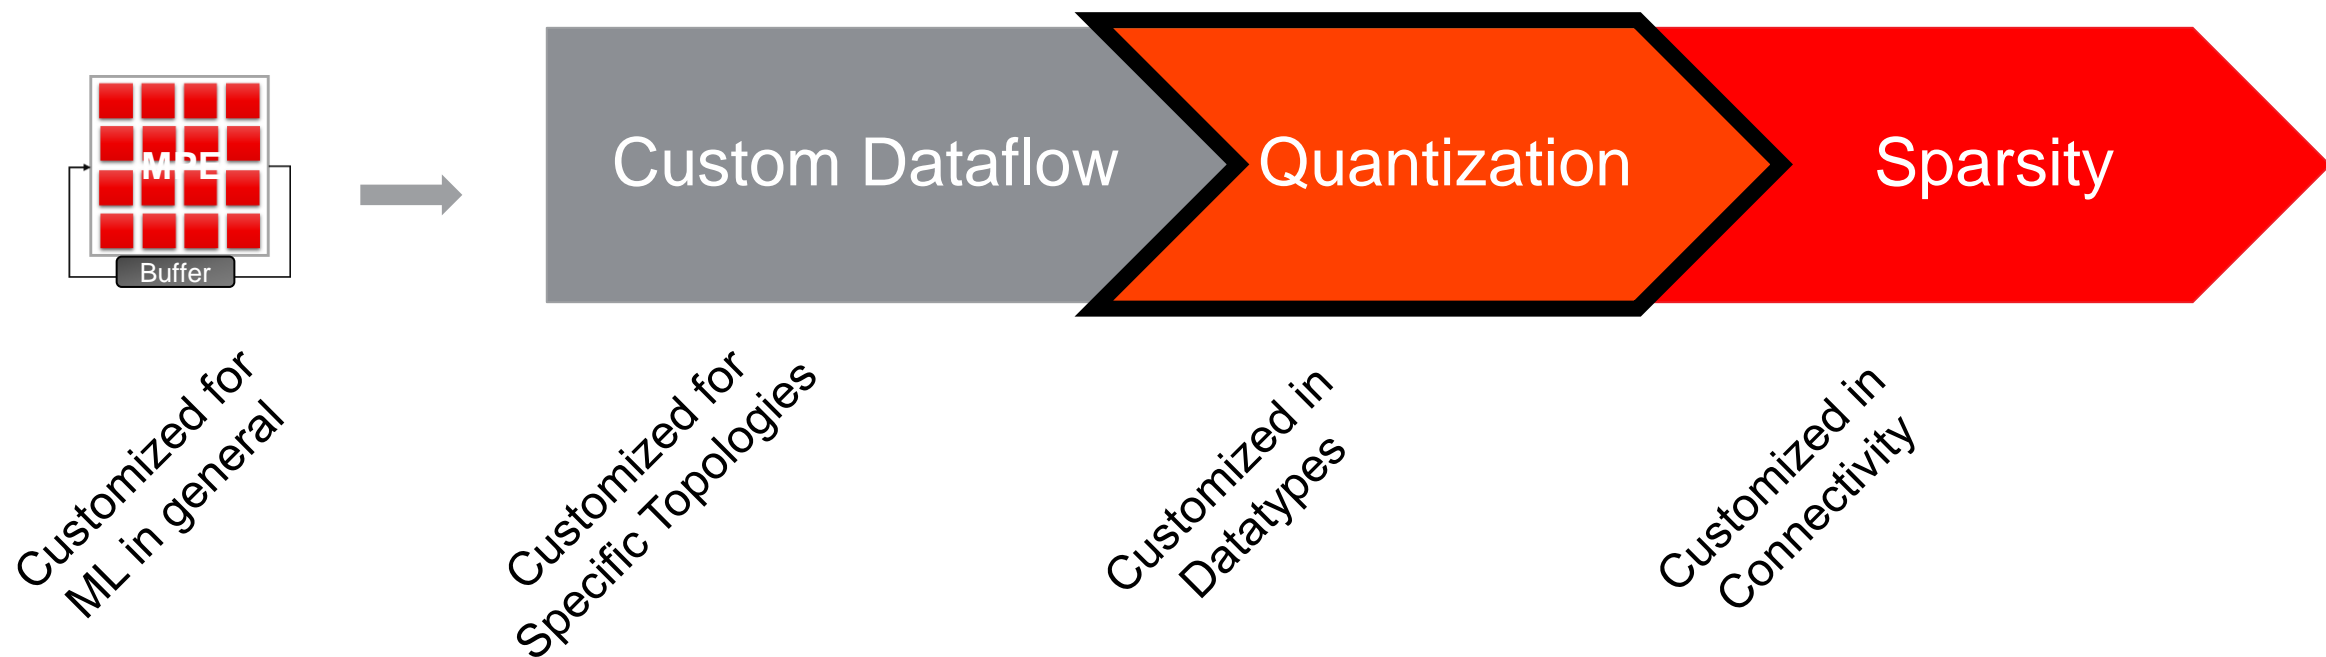 MPE
Buffer
Custom Dataflow
Quantization
Sparsity
Customized for
ML in general
Customized for
Specific Topologies
Customized in
Datatypes
Customized in
Connectivity